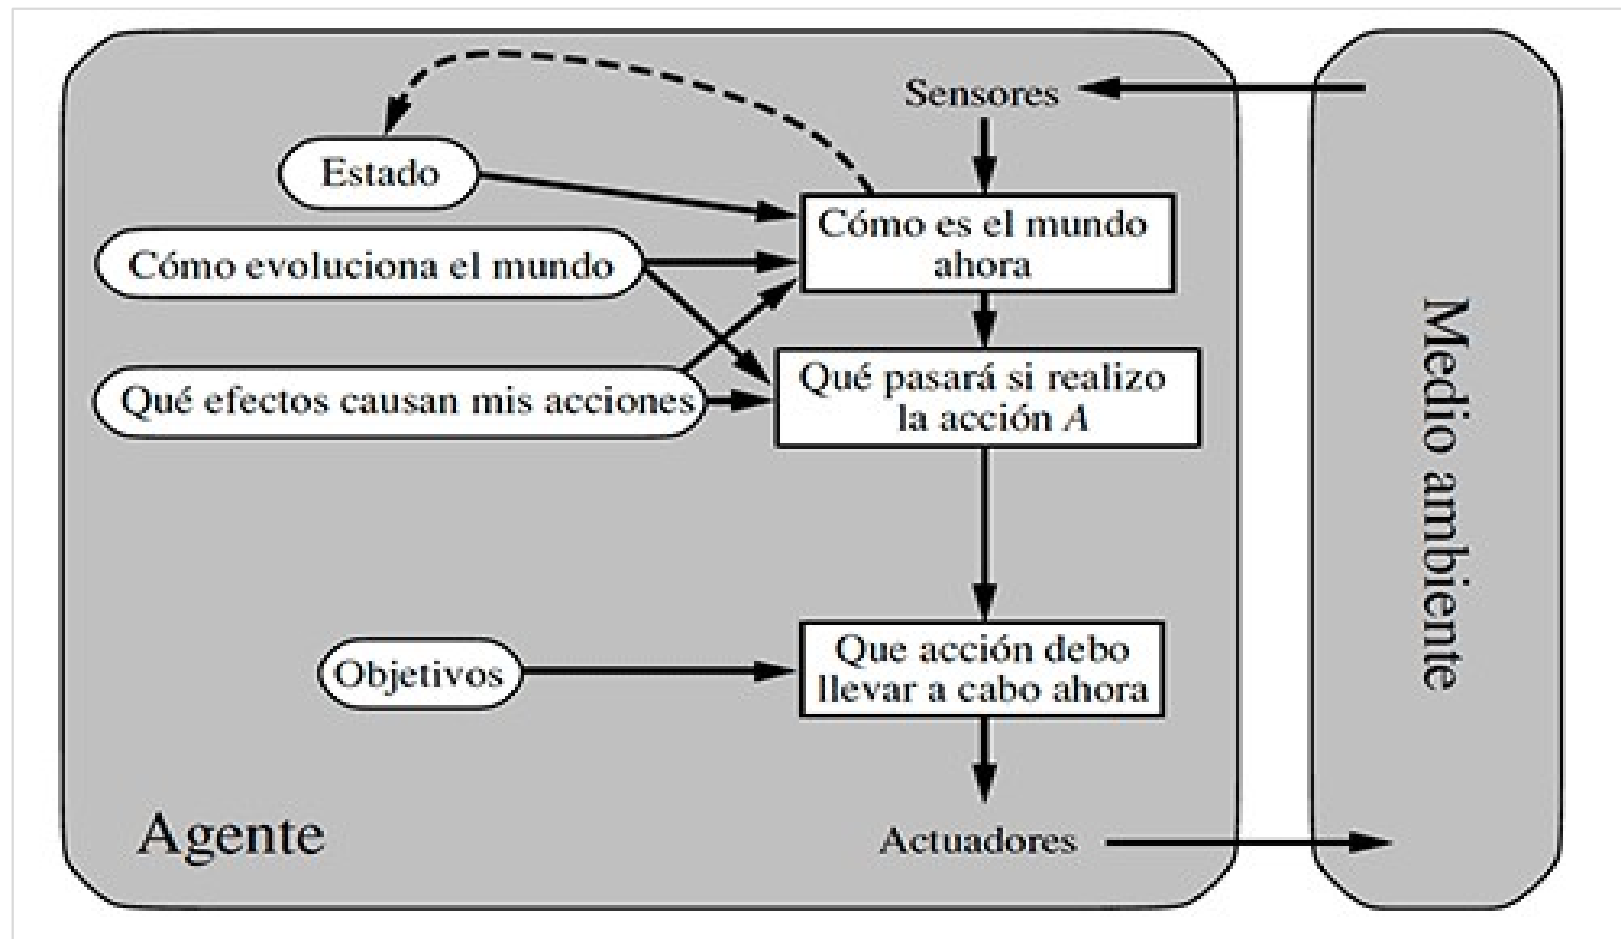 Sensores
Estado
Cómo es el mundo
ahora
Cómo evoluciona el mundo
Qué pasará si realizo
la acción A
Qué efectos causan mis acciones
Que acción debo
llevar a cabo ahora
Objetivos
Agente
Actuadores
Medio ambiente